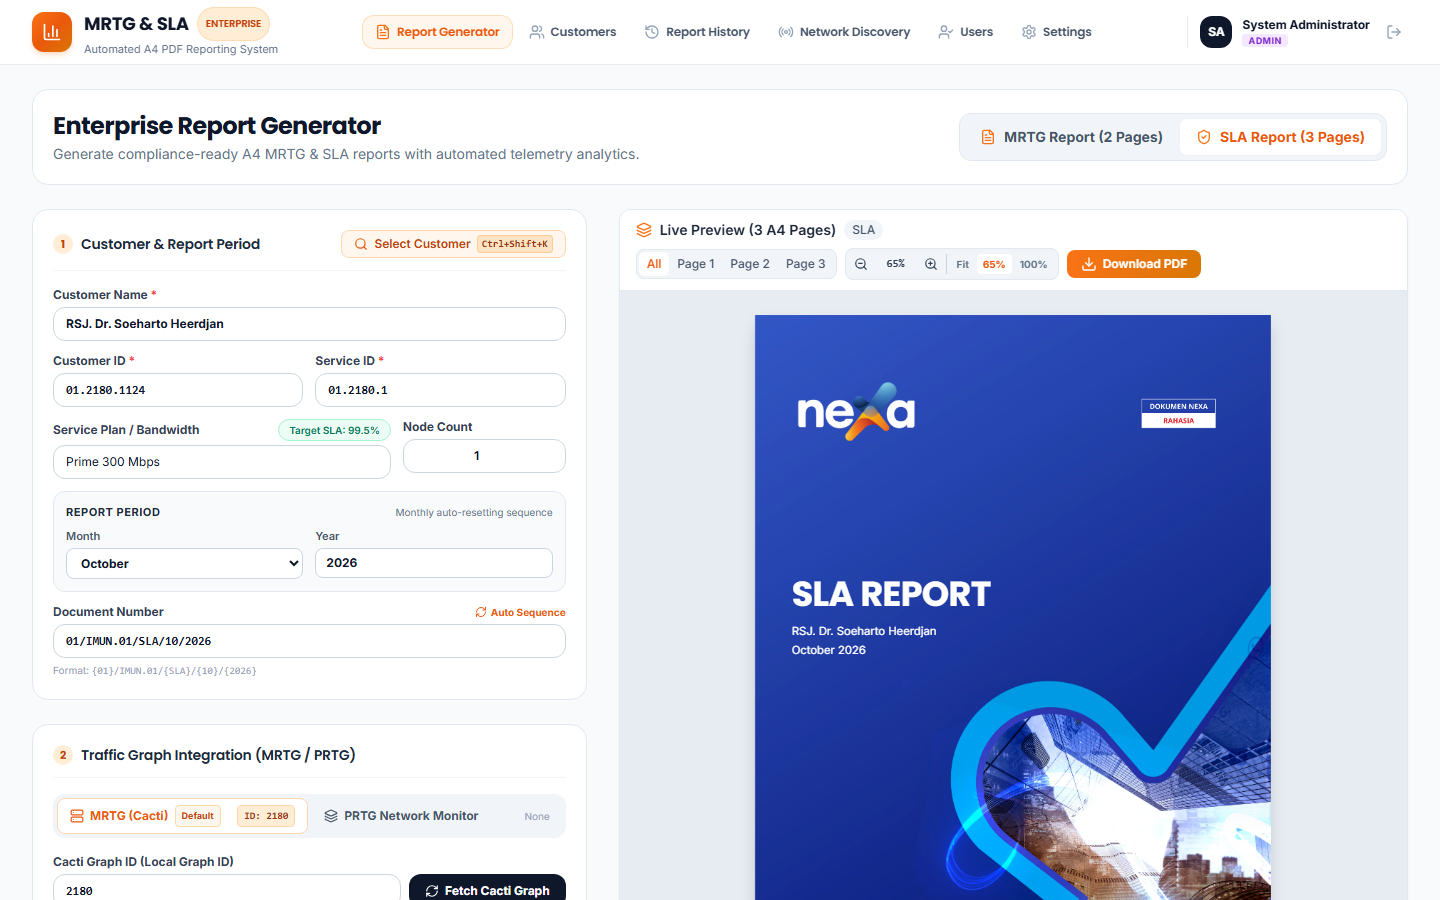 MRTG & SLA ENTERPRISE
Automated A4 PDF Reporting System
Report Generator
Customers
Report History
Network Discovery
Users
Settings
SA
System Administrator
ADMIN
Enterprise Report Generator
Generate compliance-ready A4 MRTG & SLA reports with automated telemetry analytics.
MRTG Report (2 Pages)
SLA Report (3 Pages)
1 Customer & Report Period
Select Customer Ctrl+Shift+K
Customer Name *
RSJ. Dr. Soeharto Heerdjan
Customer ID *
01.2180.1124
Service ID *
01.2180.1
Service Plan / Bandwidth
Target SLA: 99.5%
Prime 300 Mbps
Node Count
1
REPORT PERIOD
Monthly auto-resetting sequence
Month
October
Year
2026
Document Number
Auto Sequence
01/IMUN.01/SLA/10/2026
Format: {01}/IMUN.01/{SLA}/{10}/{2026}
2 Traffic Graph Integration (MRTG / PRTG)
MRTG (Cacti) Default ID: 2180
PRTG Network Monitor None
Cacti Graph ID (Local Graph ID)
2180
Fetch Cacti Graph
Live Preview (3 A4 Pages) SLA
All Page 1 Page 2 Page 3
65%
Fit 65% 100%
Download PDF
nexa
DOKUMEN NEXA
RAHASIA
SLA REPORT
RSJ. Dr. Soeharto Heerdjan
October 2026